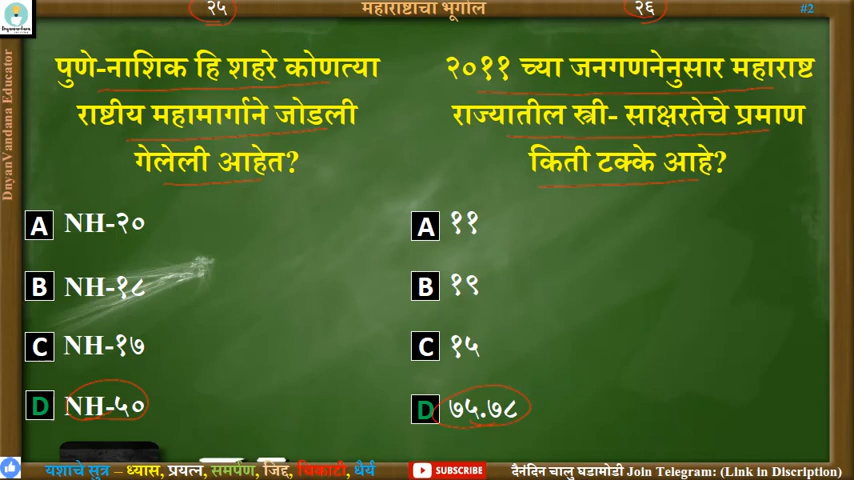 २५
महाराष्टाचा भूगोल
२६
#2
DnyanVandana Educator
पुणे-नाशिक हि शहरे कोणत्या
राष्टीय महामार्गाने जोडली
गेलेली आहेत?
A NH-२०
B NH-१८
C NH-१७
D NH-५०
२०११ च्या जनगणनेनुसार महाराष्ट
राज्यातील स्त्री- साक्षरतेचे प्रमाण
किती टक्के आहे?
A ११
B १९
C १५
D ७५.७८
यशाचे सुत्र – ध्यास, प्रयत्न, समर्पण, जिद्द, चिकाटी, धैर्य
SUBSCRIBE
दैनंदिन चालु घडामोडी Join Telegram: (Link in Discription)